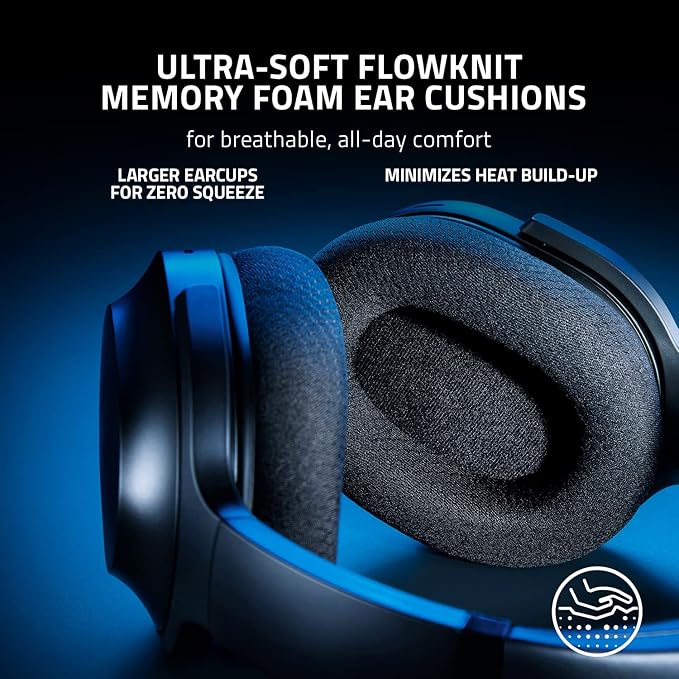 ULTRA-SOFT FLOWKNIT
MEMORY FOAM EAR CUSHIONS
for breathable, all-day comfort
LARGER EARCUPS
FOR ZERO SQUEEZE
MINIMIZES HEAT BUILD-UP